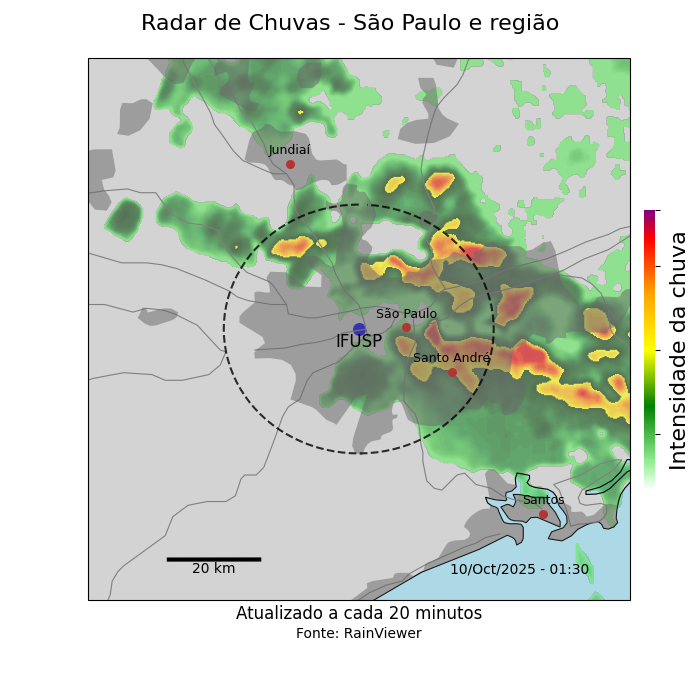 Radar de Chuvas - São Paulo e região
Jundiaí
São Paulo
IFUSP
Santo André
Santos
20 km
10/Oct/2025 - 01:30
Intensidade da chuva
Atualizado a cada 20 minutos
Fonte: RainViewer